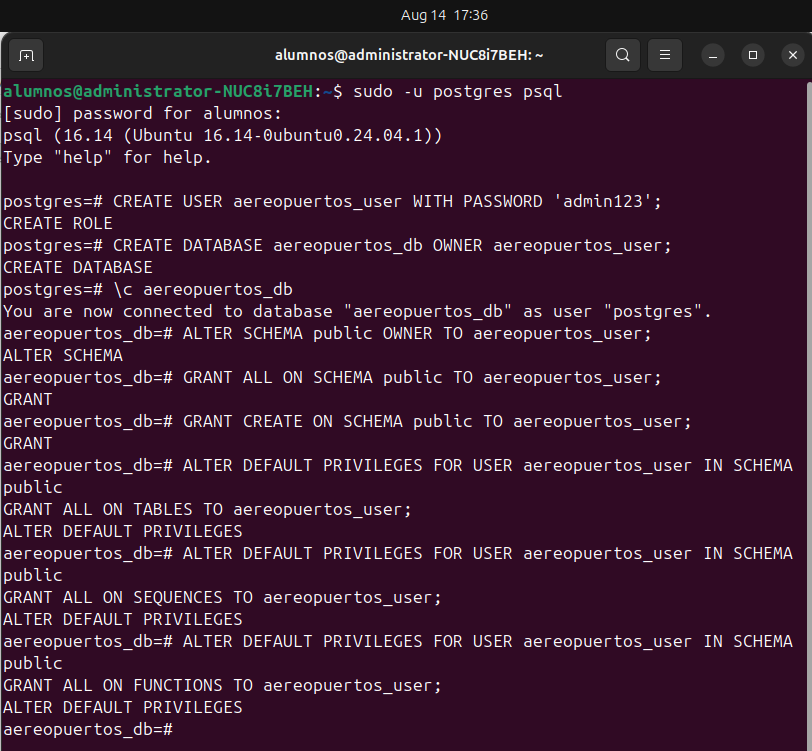 Aug 14 17:36
alumnos@administrator-NUC8i7BEH: ~
alumnos@administrator-NUC8i7BEH:~$ sudo -u postgres psql
[sudo] password for alumnos:
psql (16.14 (Ubuntu 16.14-0ubuntu0.24.04.1))
Type "help" for help.
postgres=# CREATE USER aereopuertos_user WITH PASSWORD 'admin123';
CREATE ROLE
postgres=# CREATE DATABASE aereopuertos_db OWNER aereopuertos_user;
CREATE DATABASE
postgres=# \c aereopuertos_db
You are now connected to database "aereopuertos_db" as user "postgres".
aereopuertos_db=# ALTER SCHEMA public OWNER TO aereopuertos_user;
ALTER SCHEMA
aereopuertos_db=# GRANT ALL ON SCHEMA public TO aereopuertos_user;
GRANT
aereopuertos_db=# GRANT CREATE ON SCHEMA public TO aereopuertos_user;
GRANT
aereopuertos_db=# ALTER DEFAULT PRIVILEGES FOR USER aereopuertos_user IN SCHEMA
public
GRANT ALL ON TABLES TO aereopuertos_user;
ALTER DEFAULT PRIVILEGES
aereopuertos_db=# ALTER DEFAULT PRIVILEGES FOR USER aereopuertos_user IN SCHEMA
public
GRANT ALL ON SEQUENCES TO aereopuertos_user;
ALTER DEFAULT PRIVILEGES
aereopuertos_db=# ALTER DEFAULT PRIVILEGES FOR USER aereopuertos_user IN SCHEMA
public
GRANT ALL ON FUNCTIONS TO aereopuertos_user;
ALTER DEFAULT PRIVILEGES
aereopuertos_db=#